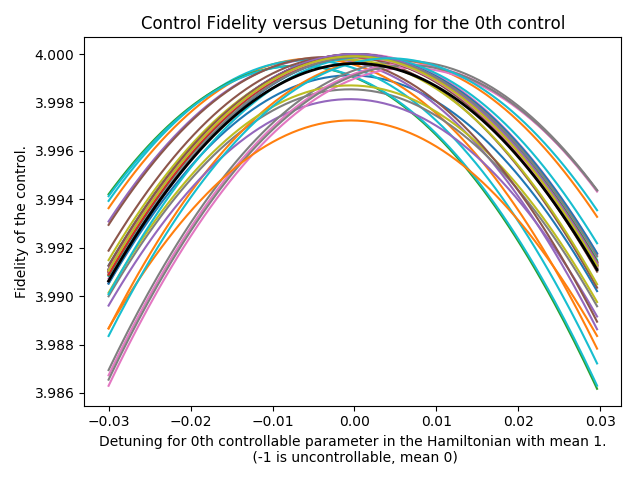 Control Fidelity versus Detuning for the 0th control
4.000
3.998
3.996
3.994
3.992
3.990
3.988
3.986
Fidelity of the control.
−0.03 −0.02 −0.01 0.00 0.01 0.02 0.03
Detuning for 0th controllable parameter in the Hamiltonian with mean 1.
(-1 is uncontrollable, mean 0)